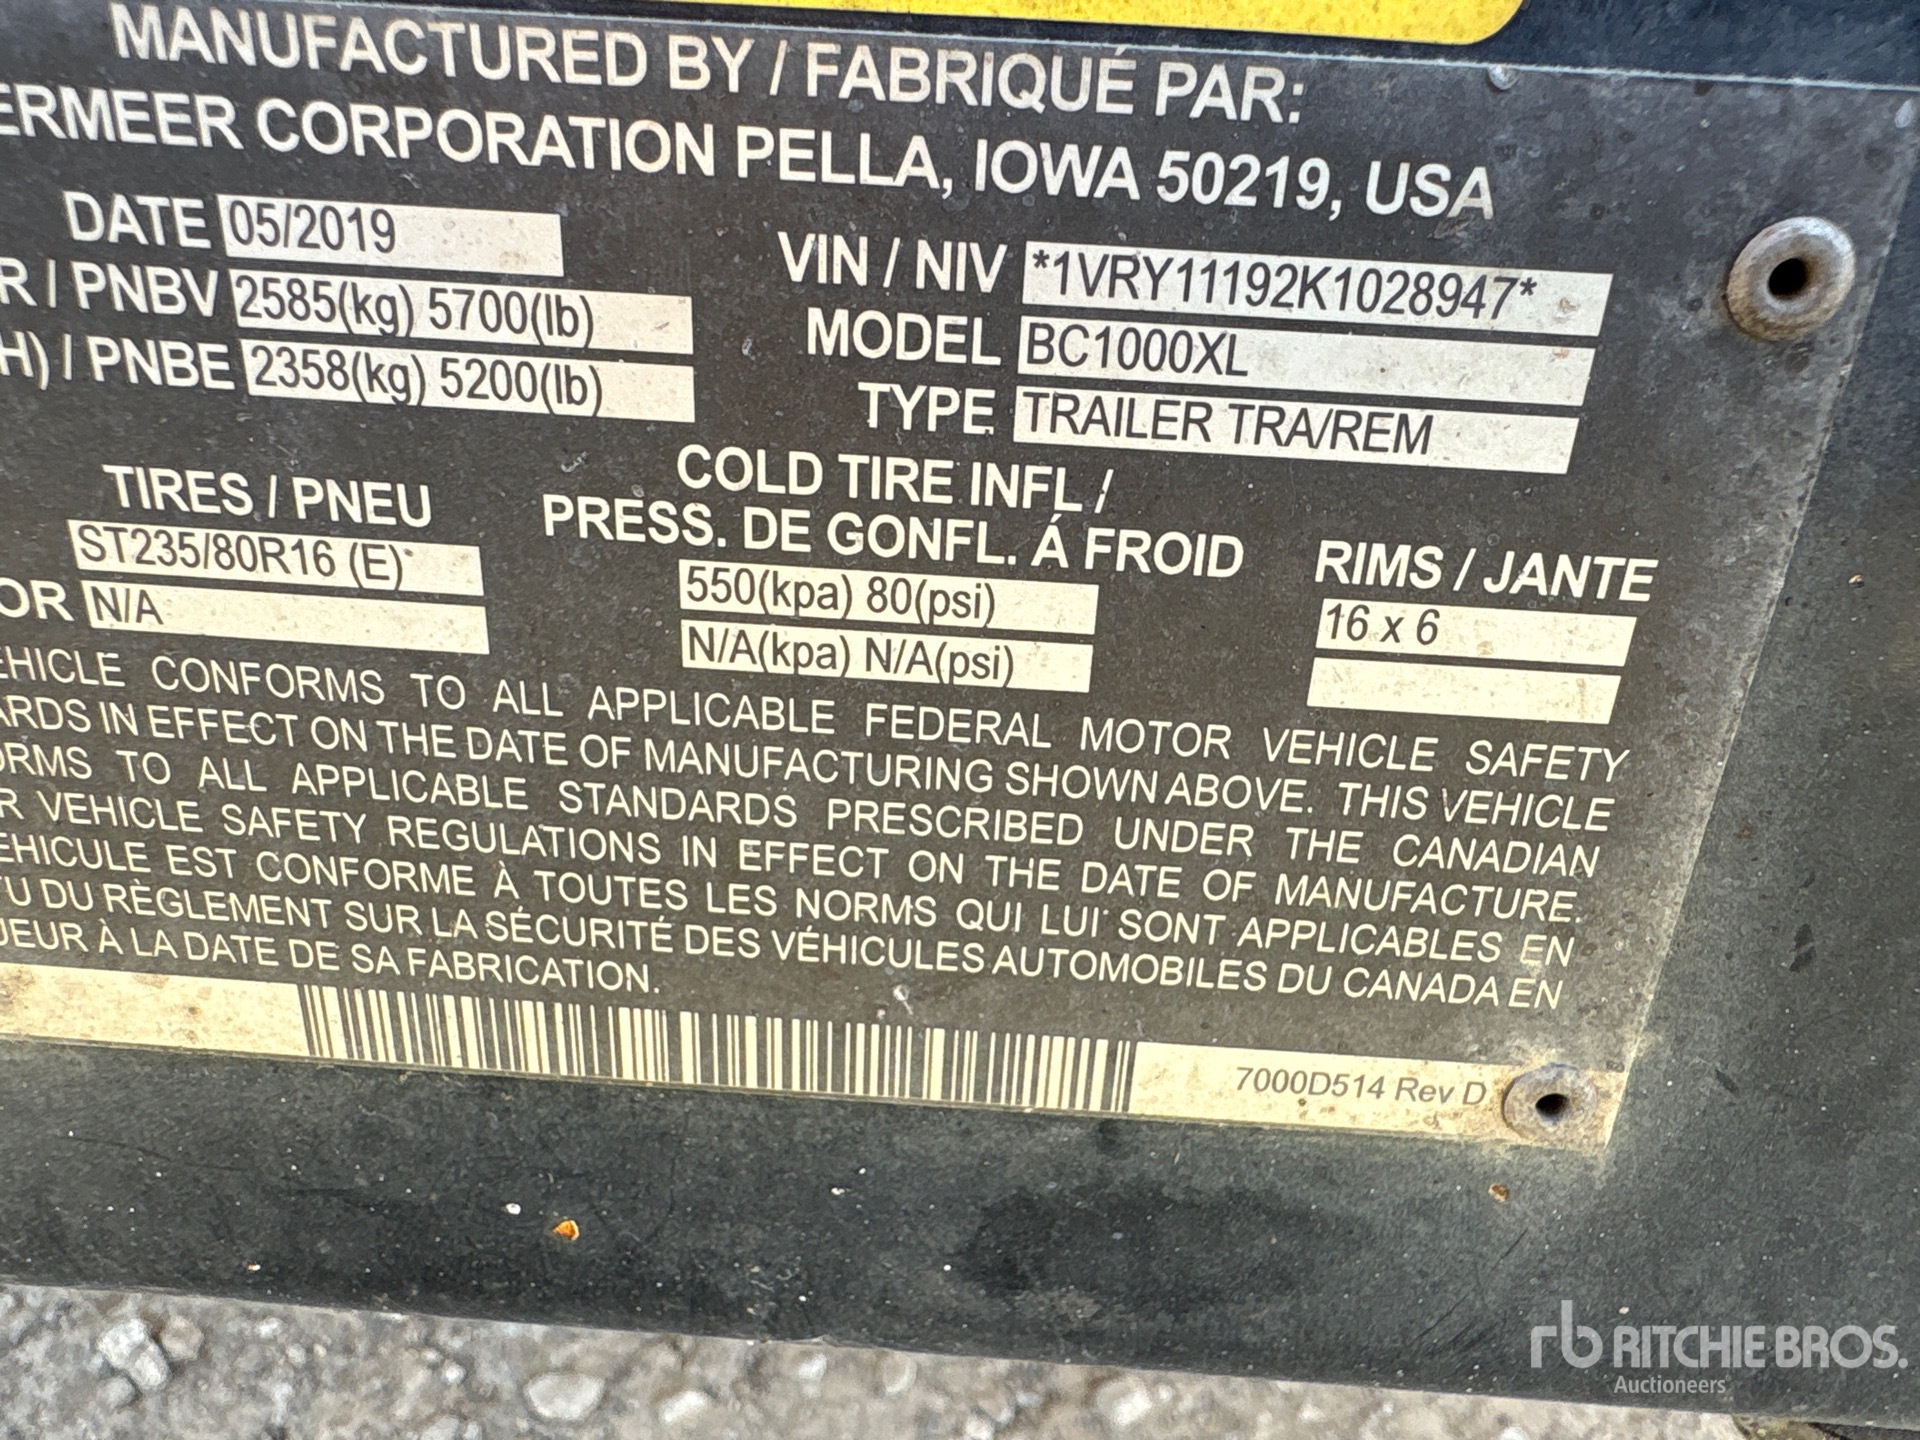 MANUFACTURED BY / FABRIQUÉ PAR:
ERMEER CORPORATION PELLA, IOWA 50219, USA
DATE 05/2019
VIN / NIV *1VRY11192K1028947*
R / PNBV 2585(kg) 5700(lb)
MODEL BC1000XL
H) / PNBE 2358(kg) 5200(lb)
TYPE TRAILER TRA/REM
TIRES / PNEU
COLD TIRE INFL /
PRESS. DE GONFL. Á FROID
RIMS / JANTE
ST235/80R16 (E)
550(kpa) 80(psi)
16 x 6
OR N/A
N/A(kpa) N/A(psi)
EHICLE CONFORMS TO ALL APPLICABLE FEDERAL MOTOR VEHICLE SAFETY
ARDS IN EFFECT ON THE DATE OF MANUFACTURING SHOWN ABOVE. THIS VEHICLE
ORMS TO ALL APPLICABLE STANDARDS PRESCRIBED UNDER THE CANADIAN
R VEHICLE SAFETY REGULATIONS IN EFFECT ON THE DATE OF MANUFACTURE.
EHICULE EST CONFORME À TOUTES LES NORMS QUI LUI SONT APPLICABLES EN
TU DU RÈGLEMENT SUR LA SÉCURITÉ DES VÉHICULES AUTOMOBILES DU CANADA EN
UEUR À LA DATE DE SA FABRICATION.
7000D514 Rev D
rb RITCHIE BROS.
Auctioneers